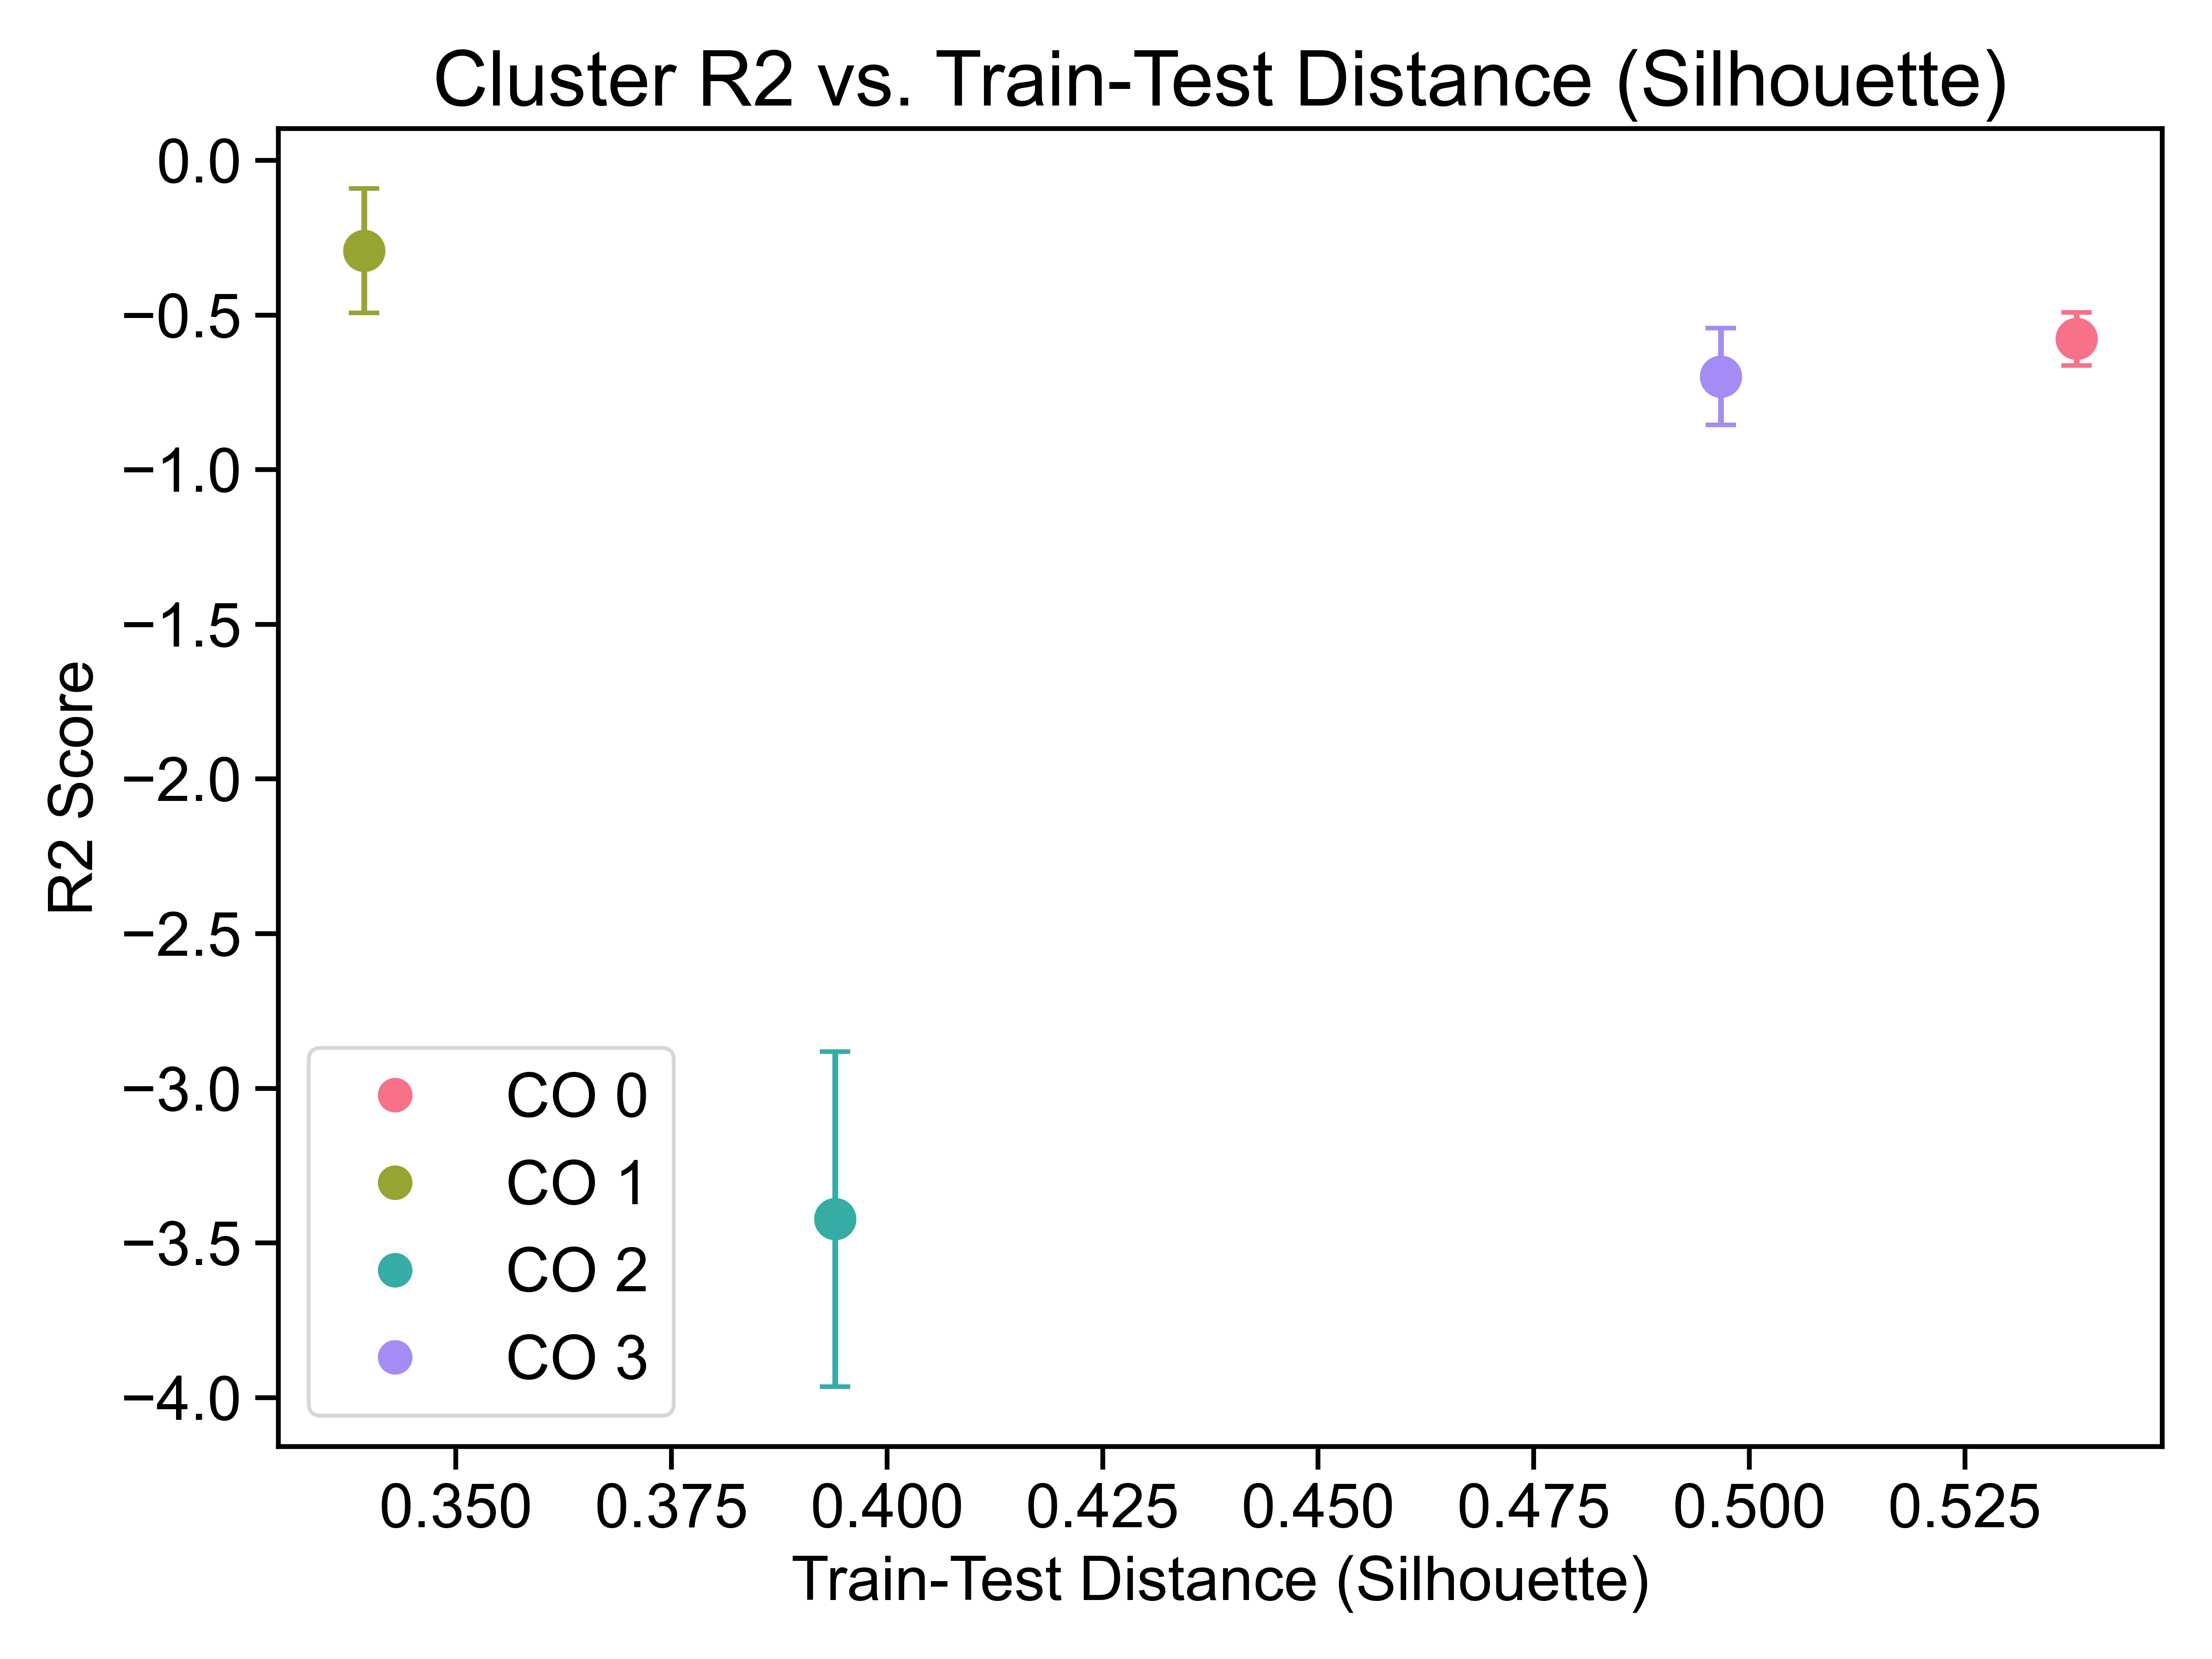 Cluster R2 vs. Train-Test Distance (Silhouette)
0.0
−0.5
−1.0
−1.5
−2.0
−2.5
−3.0
−3.5
−4.0
R2 Score
CO 0
CO 1
CO 2
CO 3
0.350 0.375 0.400 0.425 0.450 0.475 0.500 0.525
Train-Test Distance (Silhouette)